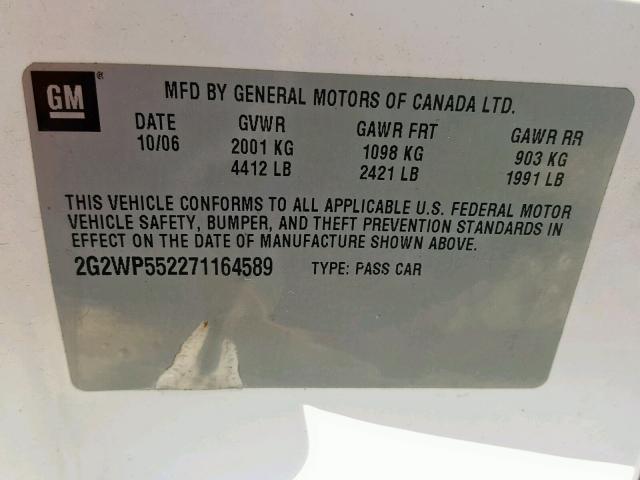 GM®
MFD BY GENERAL MOTORS OF CANADA LTD.
DATE GVWR GAWR FRT GAWR RR
10/06 2001 KG 1098 KG 903 KG
4412 LB 2421 LB 1991 LB
THIS VEHICLE CONFORMS TO ALL APPLICABLE U.S. FEDERAL MOTOR
VEHICLE SAFETY, BUMPER, AND THEFT PREVENTION STANDARDS IN
EFFECT ON THE DATE OF MANUFACTURE SHOWN ABOVE.
2G2WP552271164589 TYPE: PASS CAR